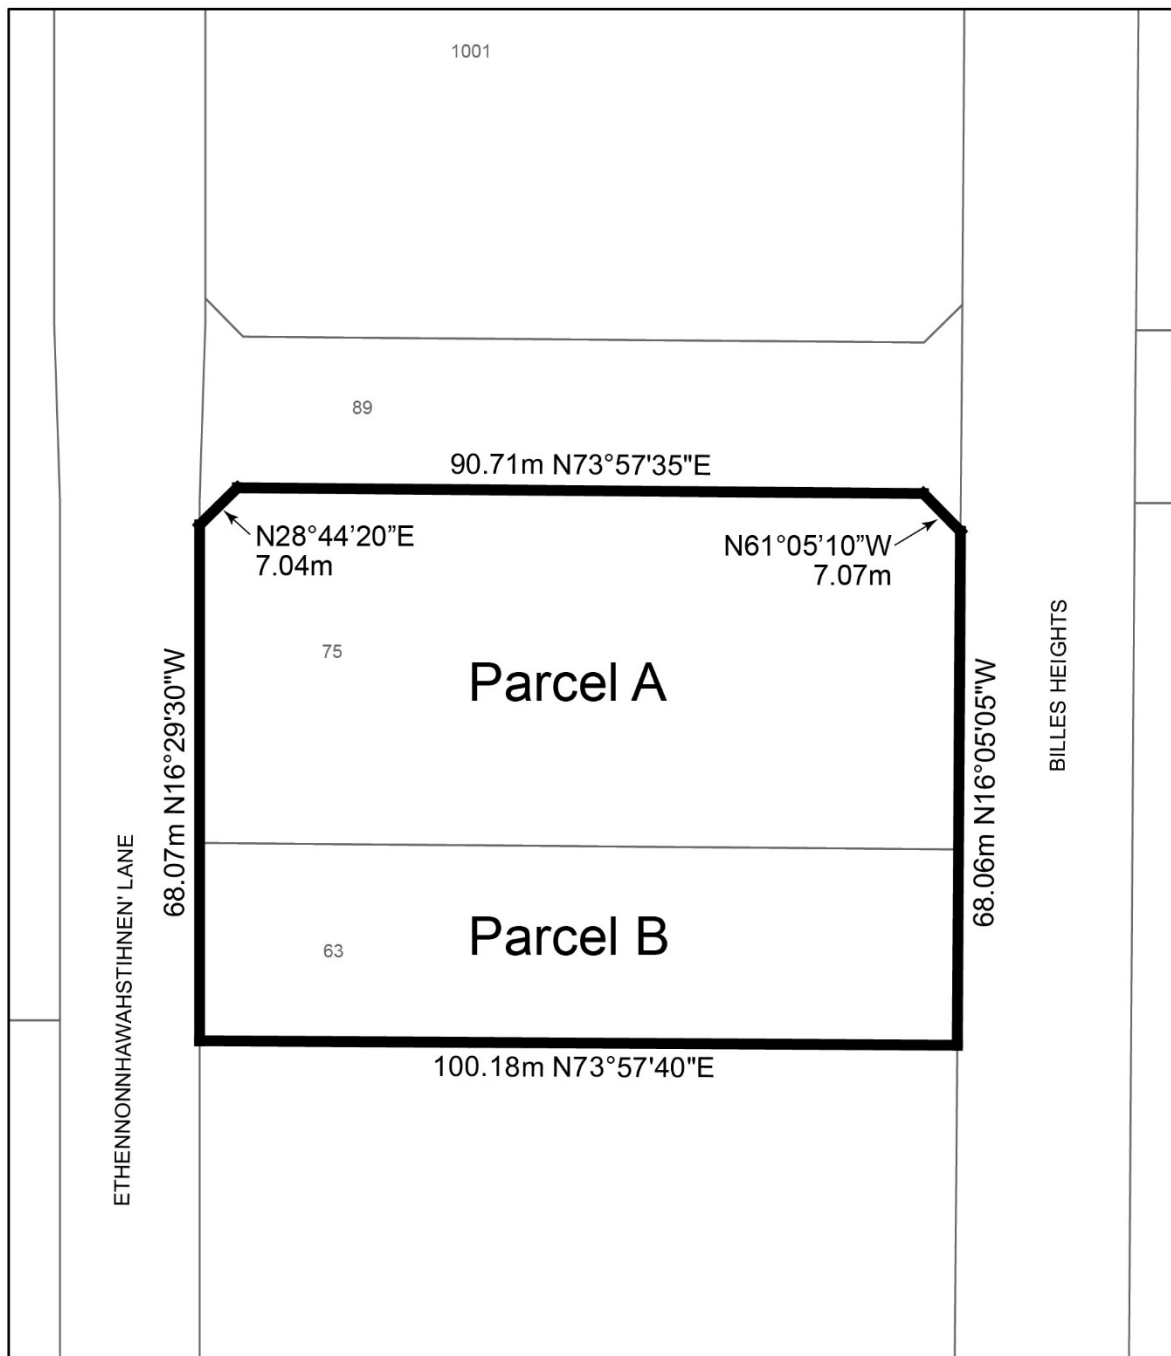 1001
89
90.71m N73°57'35"E
N28°44’20”E
7.04m
N61°05’10”W
7.07m
75
Parcel A
68.07m N16°29'30"W
68.06m N16°05'05"W
BILLES HEIGHTS
ETHENNONNHAWAHSTIHNEN' LANE
Parcel B
63
100.18m N73°57'40"E